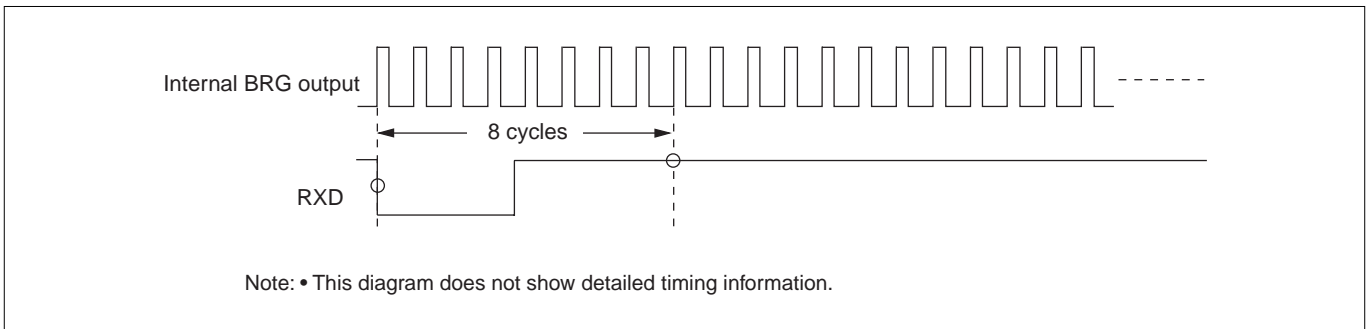 Internal BRG output
8 cycles
RXD
Note: • This diagram does not show detailed timing information.